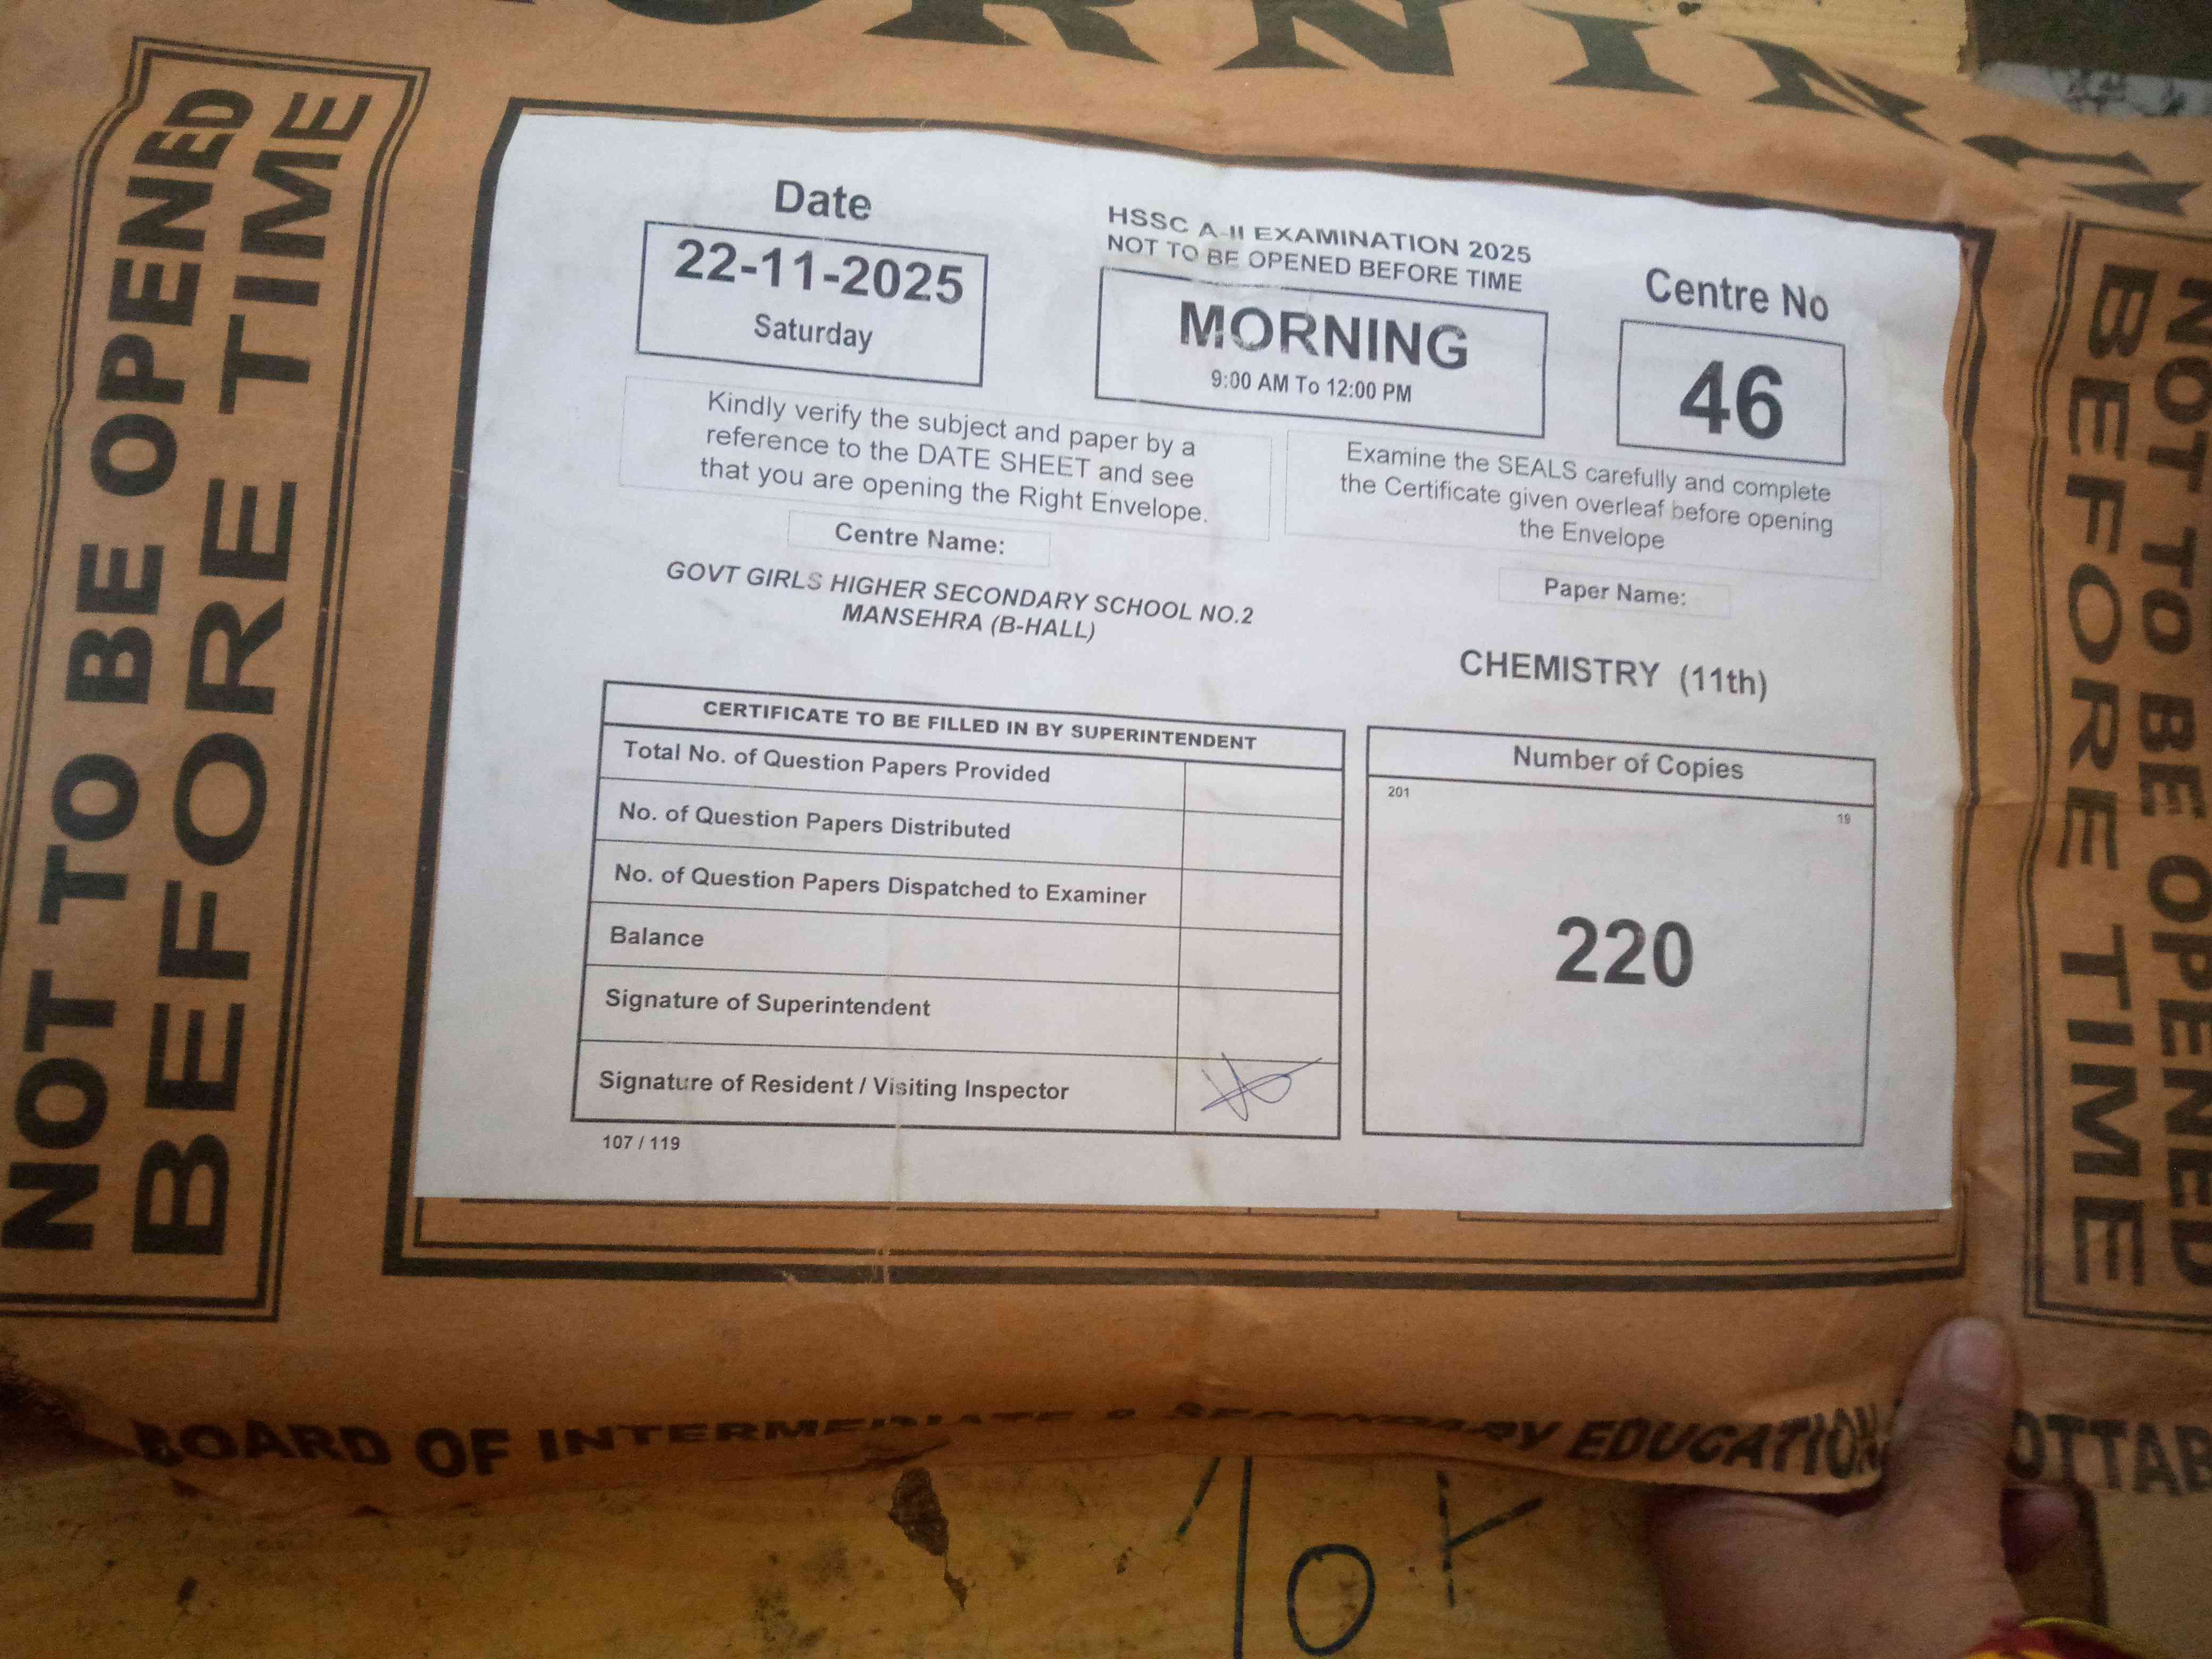 NOT TO BE OPENED
BEFORE TIME
Date
22-11-2025
Saturday
HSSC A-II EXAMINATION 2025
NOT TO BE OPENED BEFORE TIME
MORNING
9:00 AM To 12:00 PM
Centre No
46
Kindly verify the subject and paper by a
reference to the DATE SHEET and see
that you are opening the Right Envelope.
Examine the SEALS carefully and complete
the Certificate given overleaf before opening
the Envelope
Centre Name:
GOVT GIRLS HIGHER SECONDARY SCHOOL NO.2
MANSEHRA (B-HALL)
Paper Name:
CHEMISTRY (11th)
CERTIFICATE TO BE FILLED IN BY SUPERINTENDENT
Total No. of Question Papers Provided
No. of Question Papers Distributed
No. of Question Papers Dispatched to Examiner
Balance
Signature of Superintendent
Signature of Resident / Visiting Inspector
107 / 119
Number of Copies
201
19
220
NOT TO BE OPENED
BEFORE TIME
BOARD OF INTERMEDIATE & SECONDARY EDUCATION OTTAB